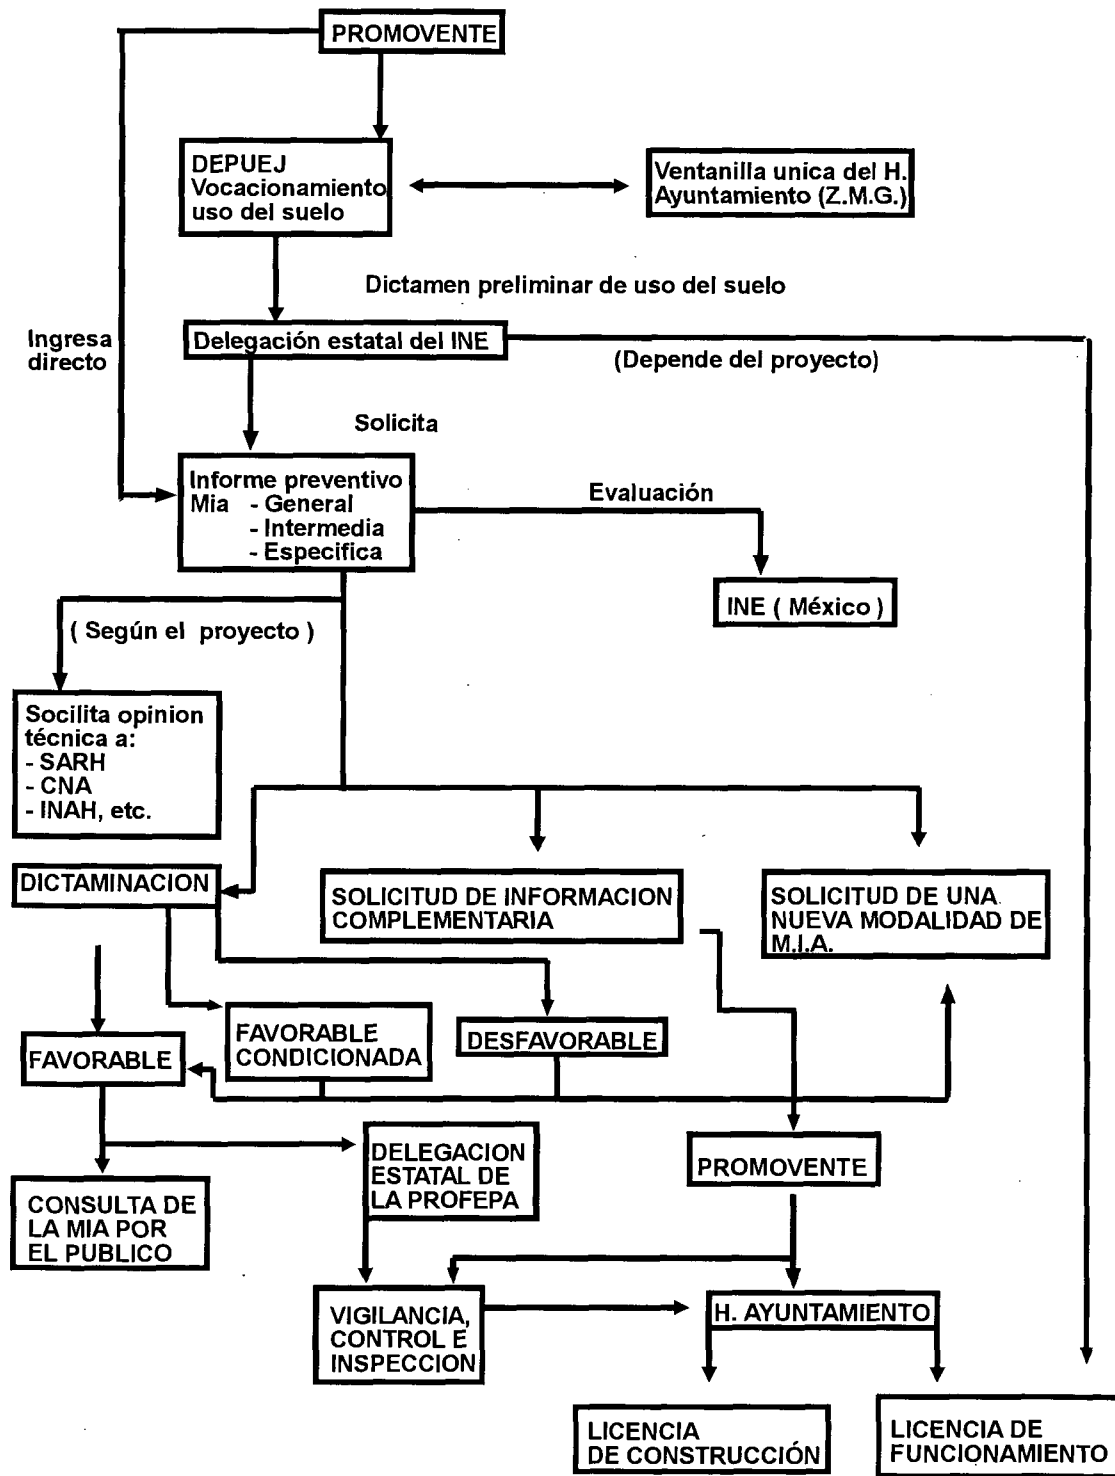 PROMOVENTE
DEPUEJ
Vocacionamiento
uso del suelo
Ventanilla unica del H.
Ayuntamiento (Z.M.G.)
Dictamen preliminar de uso del suelo
Ingresa
directo
Delegación estatal del INE
(Depende del proyecto)
Solicita
Informe preventivo
Mia - General
- Intermedia
- Especifica
Evaluación
INE ( México )
( Según el proyecto )
Socilita opinion
técnica a:
- SARH
- CNA
- INAH, etc.
DICTAMINACION
SOLICITUD DE INFORMACION
COMPLEMENTARIA
SOLICITUD DE UNA
NUEVA MODALIDAD DE
M.I.A.
FAVORABLE
FAVORABLE
CONDICIONADA
DESFAVORABLE
CONSULTA DE
LA MIA POR
EL PUBLICO
DELEGACION
ESTATAL DE
LA PROFEPA
PROMOVENTE
VIGILANCIA,
CONTROL E
INSPECCION
H. AYUNTAMIENTO
LICENCIA
DE CONSTRUCCIÓN
LICENCIA DE
FUNCIONAMIENTO